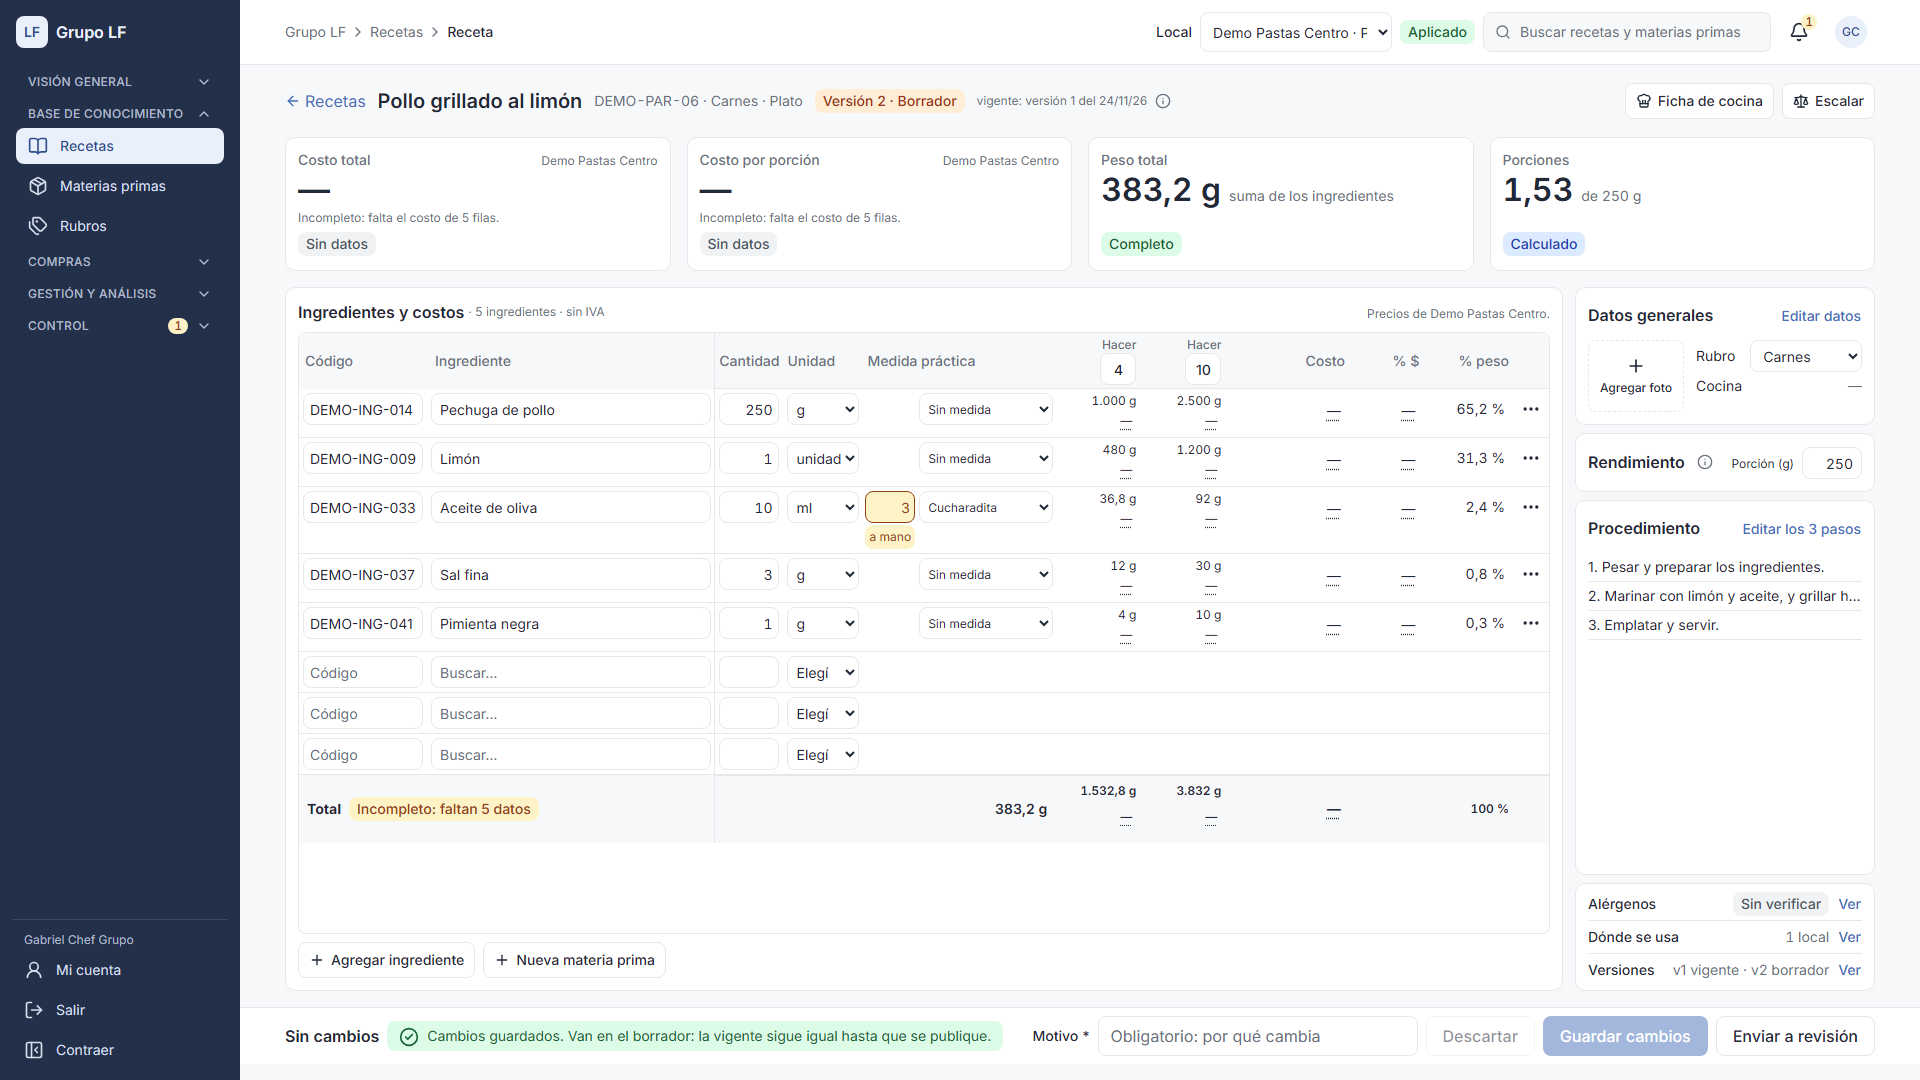 LF Grupo LF
VISIÓN GENERAL
BASE DE CONOCIMIENTO
Recetas
Materias primas
Rubros
COMPRAS
GESTIÓN Y ANÁLISIS
CONTROL 1
Gabriel Chef Grupo
Mi cuenta
Salir
Contraer
Grupo LF > Recetas > Receta
Local Demo Pastas Centro · P Aplicado Buscar recetas y materias primas 1 GC
← Recetas Pollo grillado al limón DEMO-PAR-06 · Carnes · Plato Versión 2 · Borrador vigente: versión 1 del 24/11/26
Ficha de cocina Escalar
Costo total Demo Pastas Centro
—
Incompleto: falta el costo de 5 filas.
Sin datos
Costo por porción Demo Pastas Centro
—
Incompleto: falta el costo de 5 filas.
Sin datos
Peso total
383,2 g suma de los ingredientes
Completo
Porciones
1,53 de 250 g
Calculado
Ingredientes y costos · 5 ingredientes · sin IVA Precios de Demo Pastas Centro.
Código Ingrediente Cantidad Unidad Medida práctica Hacer 4 Hacer 10 Costo % $ % peso
DEMO-ING-014 Pechuga de pollo 250 g Sin medida 1.000 g — 2.500 g — — — 65,2 % •••
DEMO-ING-009 Limón 1 unidad Sin medida 480 g — 1.200 g — — — 31,3 % •••
DEMO-ING-033 Aceite de oliva 10 ml 3 Cucharadita 36,8 g — 92 g — — — 2,4 % •••
a mano
DEMO-ING-037 Sal fina 3 g Sin medida 12 g — 30 g — — — 0,8 % •••
DEMO-ING-041 Pimienta negra 1 g Sin medida 4 g — 10 g — — — 0,3 % •••
Código Buscar... Elegí
Código Buscar... Elegí
Código Buscar... Elegí
Total Incompleto: faltan 5 datos 383,2 g 1.532,8 g — 3.832 g — — 100 %
+ Agregar ingrediente + Nueva materia prima
Datos generales Editar datos
+ Agregar foto
Rubro Carnes
Cocina —
Rendimiento Porción (g) 250
Procedimiento Editar los 3 pasos
1. Pesar y preparar los ingredientes.
2. Marinar con limón y aceite, y grillar h...
3. Emplatar y servir.
Alérgenos Sin verificar Ver
Dónde se usa 1 local Ver
Versiones v1 vigente · v2 borrador Ver
Sin cambios Cambios guardados. Van en el borrador: la vigente sigue igual hasta que se publique. Motivo * Obligatorio: por qué cambia Descartar Guardar cambios Enviar a revisión